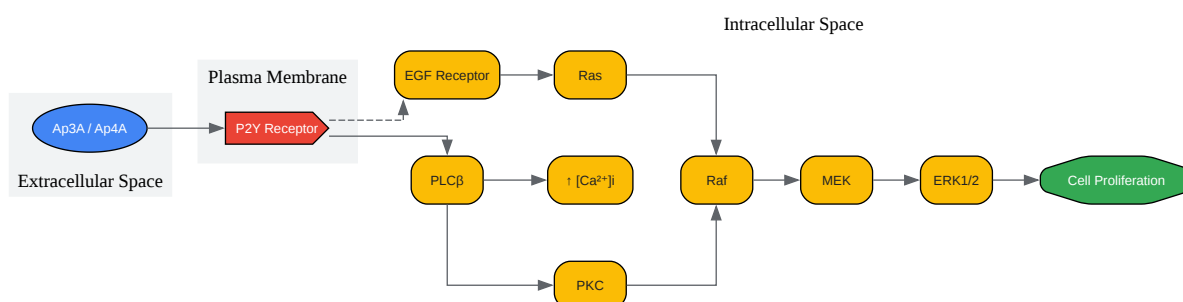 Intracellular Space
Plasma Membrane
EGF Receptor
Ras
Ap3A / Ap4A
P2Y Receptor
Extracellular Space
PLCβ
↑ [Ca²⁺]i
Raf
MEK
ERK1/2
Cell Proliferation
PKC